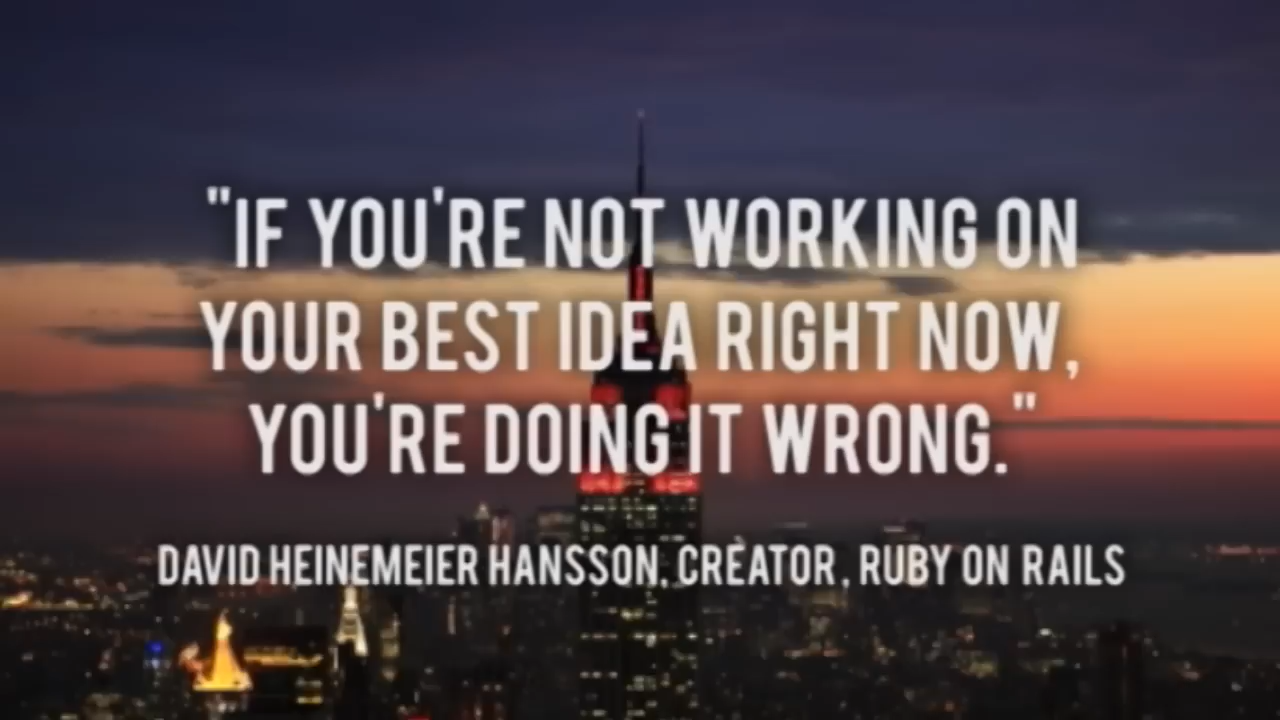 "IF YOU'RE NOT WORKING ON
YOUR BEST IDEA RIGHT NOW,
YOU'RE DOING IT WRONG."
DAVID HEINEMEIER HANSSON, CREATOR, RUBY ON RAILS